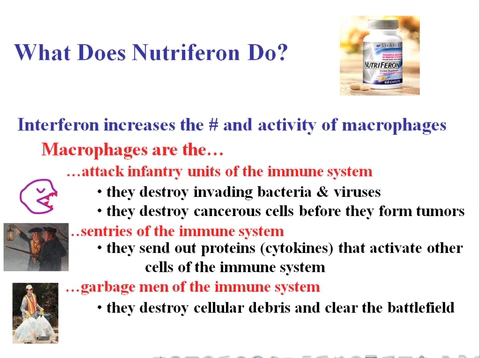 What Does Nutriferon Do?
NUTRIFERON
Interferon increases the # and activity of macrophages
Macrophages are the…
…attack infantry units of the immune system
• they destroy invading bacteria & viruses
• they destroy cancerous cells before they form tumors
…sentries of the immune system
• they send out proteins (cytokines) that activate other
cells of the immune system
…garbage men of the immune system
• they destroy cellular debris and clear the battlefield